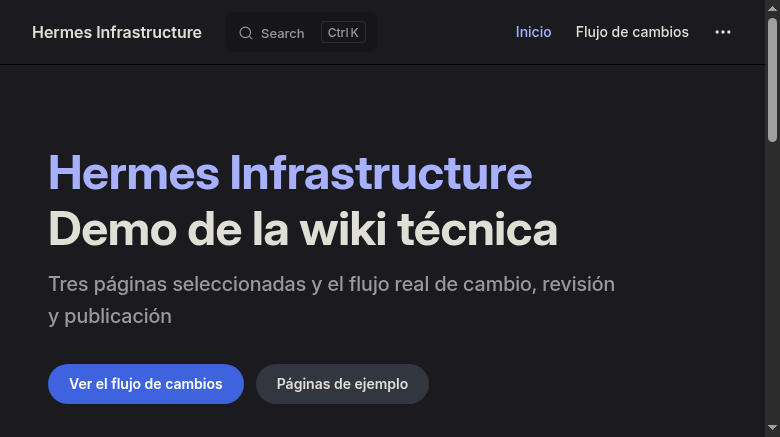 Hermes Infrastructure
Search
Ctrl K
Inicio
Flujo de cambios
Hermes Infrastructure
Demo de la wiki técnica
Tres páginas seleccionadas y el flujo real de cambio, revisión
y publicación
Ver el flujo de cambios
Páginas de ejemplo